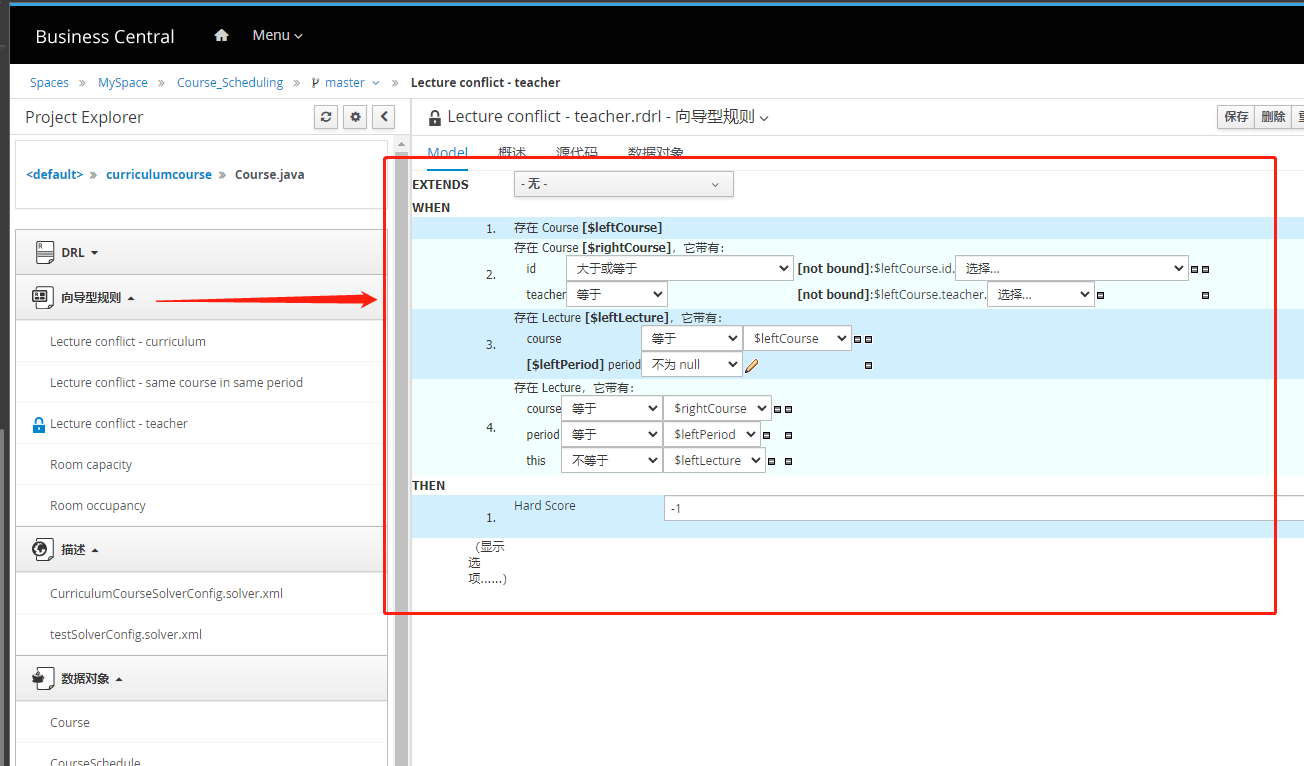 Business Central Menu
Spaces » MySpace » Course_Scheduling » master » Lecture conflict - teacher
Project Explorer
<default> » curriculumcourse » Course.java
DRL
向导型规则
Lecture conflict - curriculum
Lecture conflict - same course in same period
Lecture conflict - teacher
Room capacity
Room occupancy
描述
CurriculumCourseSolverConfig.solver.xml
testSolverConfig.solver.xml
数据对象
Course
CourseSchedule
Lecture conflict - teacher.rdrl - 向导型规则
保存 删除
Model 概述 源代码 数据对象
EXTENDS - 无 -
WHEN
1. 存在 Course [$leftCourse]
2. 存在 Course [$rightCourse]，它带有:
id 大于或等于 [not bound]:$leftCourse.id. 选择...
teacher 等于 [not bound]:$leftCourse.teacher. 选择...
3. 存在 Lecture [$leftLecture]，它带有:
course 等于 $leftCourse
[$leftPeriod] period 不为 null
4. 存在 Lecture，它带有:
course 等于 $rightCourse
period 等于 $leftPeriod
this 不等于 $leftLecture
THEN
1. Hard Score -1
（显示
选
项......)